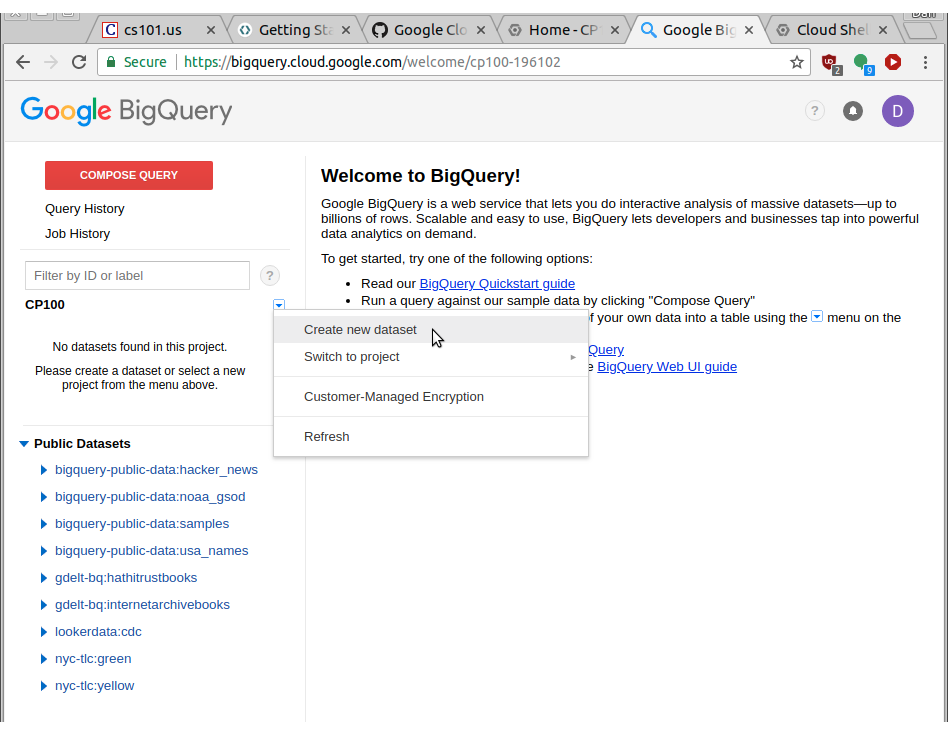 Dan
cs101.us
Getting Sta
Google Clo
Home - CP
Google Big
Cloud Shel
Secure
https://bigquery.cloud.google.com/welcome/cp100-196102
2
9
Google BigQuery
?
D
COMPOSE QUERY
Query History
Job History
Filter by ID or label
?
CP100
No datasets found in this project.
Please create a dataset or select a new
project from the menu above.
Public Datasets
bigquery-public-data:hacker_news
bigquery-public-data:noaa_gsod
bigquery-public-data:samples
bigquery-public-data:usa_names
gdelt-bq:hathitrustbooks
gdelt-bq:internetarchivebooks
lookerdata:cdc
nyc-tlc:green
nyc-tlc:yellow
Welcome to BigQuery!
Google BigQuery is a web service that lets you do interactive analysis of massive datasets—up to
billions of rows. Scalable and easy to use, BigQuery lets developers and businesses tap into powerful
data analytics on demand.
To get started, try one of the following options:
Read our BigQuery Quickstart guide
Run a query against our sample data by clicking "Compose Query"
of your own data into a table using the menu on the
Query
BigQuery Web UI guide
Create new dataset
Switch to project
Customer-Managed Encryption
Refresh